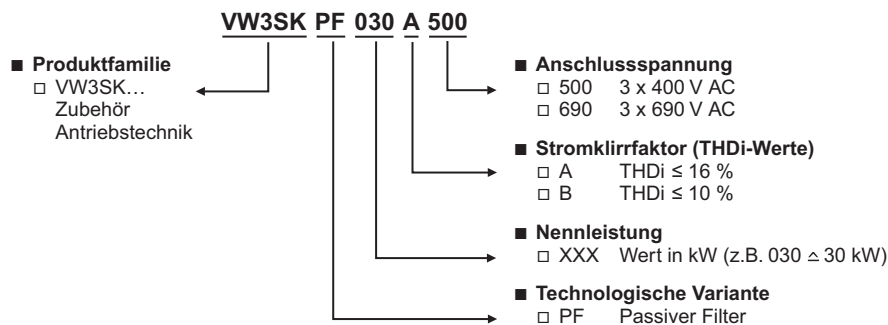 VW3SK PF 030 A 500
■ Produktfamilie
□ VW3SK…
Zubehör
Antriebstechnik
■ Anschlussspannung
□ 500 3 x 400 V AC
□ 690 3 x 690 V AC
■ Stromklirrfaktor (THDi-Werte)
□ A THDi ≤ 16 %
□ B THDi ≤ 10 %
■ Nennleistung
□ XXX Wert in kW (z.B. 030 ≙ 30 kW)
■ Technologische Variante
□ PF Passiver Filter